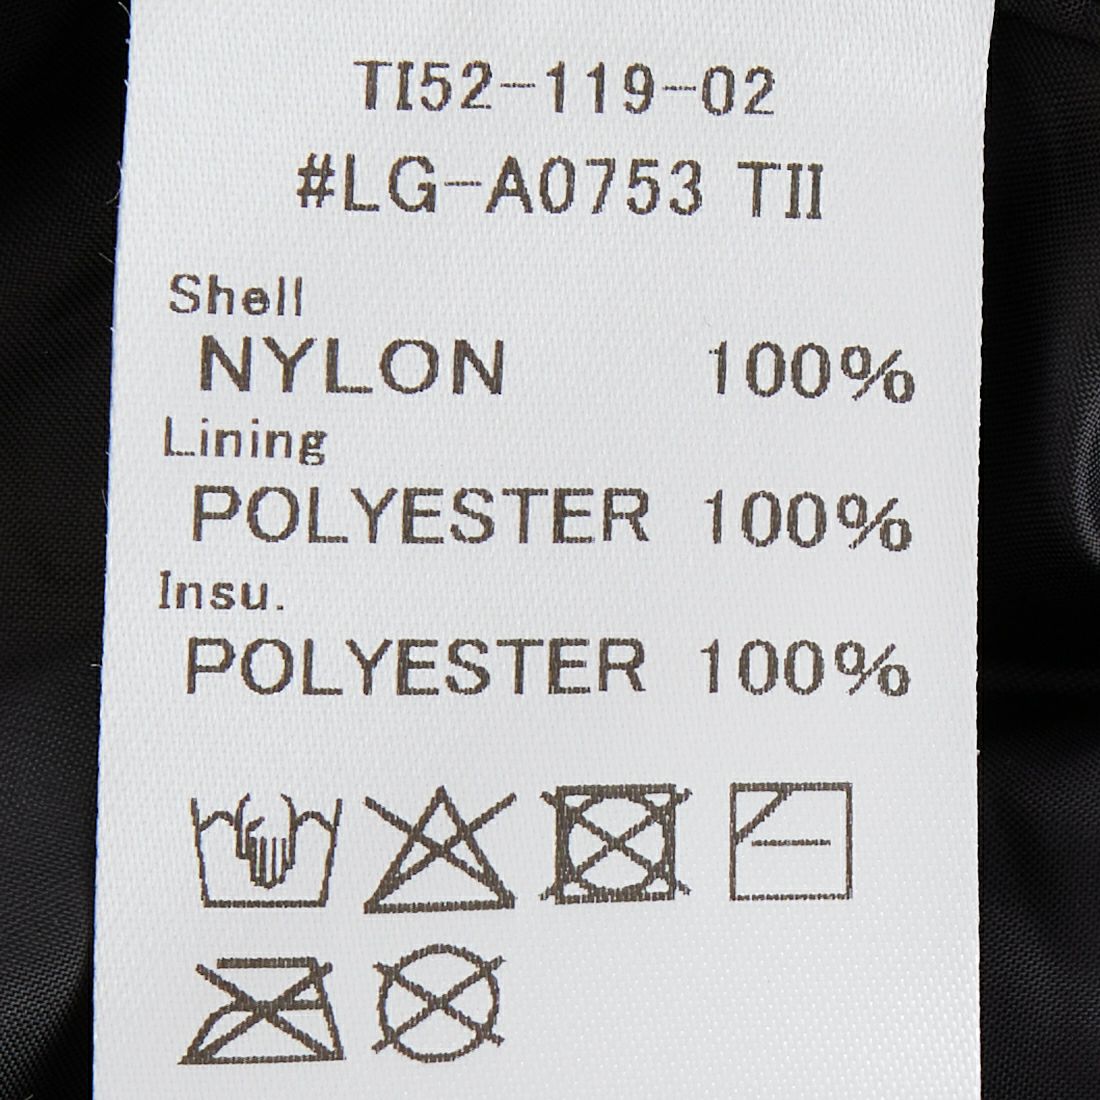 TI52-119-02
#LG-A0753 TII
Shell
NYLON 100%
Lining
POLYESTER 100%
Insu.
POLYESTER 100%